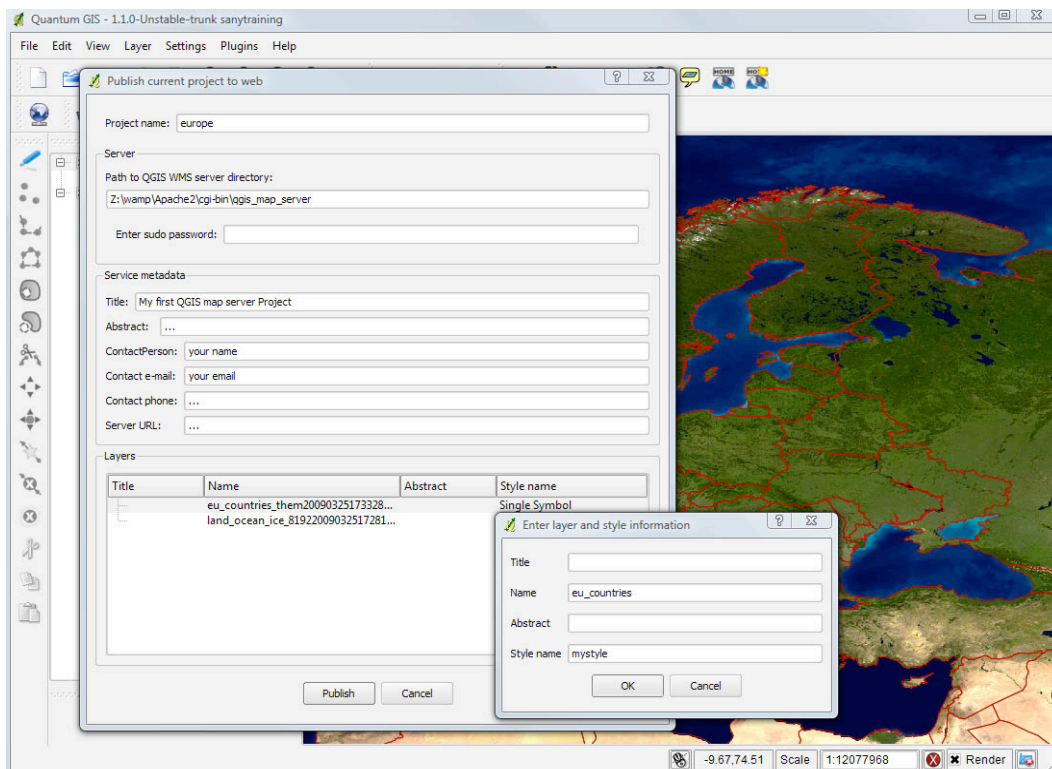 Quantum GIS - 1.1.0-Unstable-trunk sanytraining
File Edit View Layer Settings Plugins Help
Publish current project to web
HOME
Project name: europe
Server
Path to QGIS WMS server directory:
Z:\wamp\Apache2\cgi-bin\qgis_map_server
Enter sudo password:
Service metadata
Title: My first QGIS map server Project
Abstract: ...
ContactPerson: your name
Contact e-mail: your email
Contact phone: ...
Server URL: ...
Layers
Title Name Abstract Style name
eu_countries_them20090325173328... Single Symbol
land_ocean_ice_81922009032517281...
Enter layer and style information
Title
Name eu_countries
Abstract
Style name mystyle
OK Cancel
Publish Cancel
-9.67,74.51 Scale 1:12077968 Render